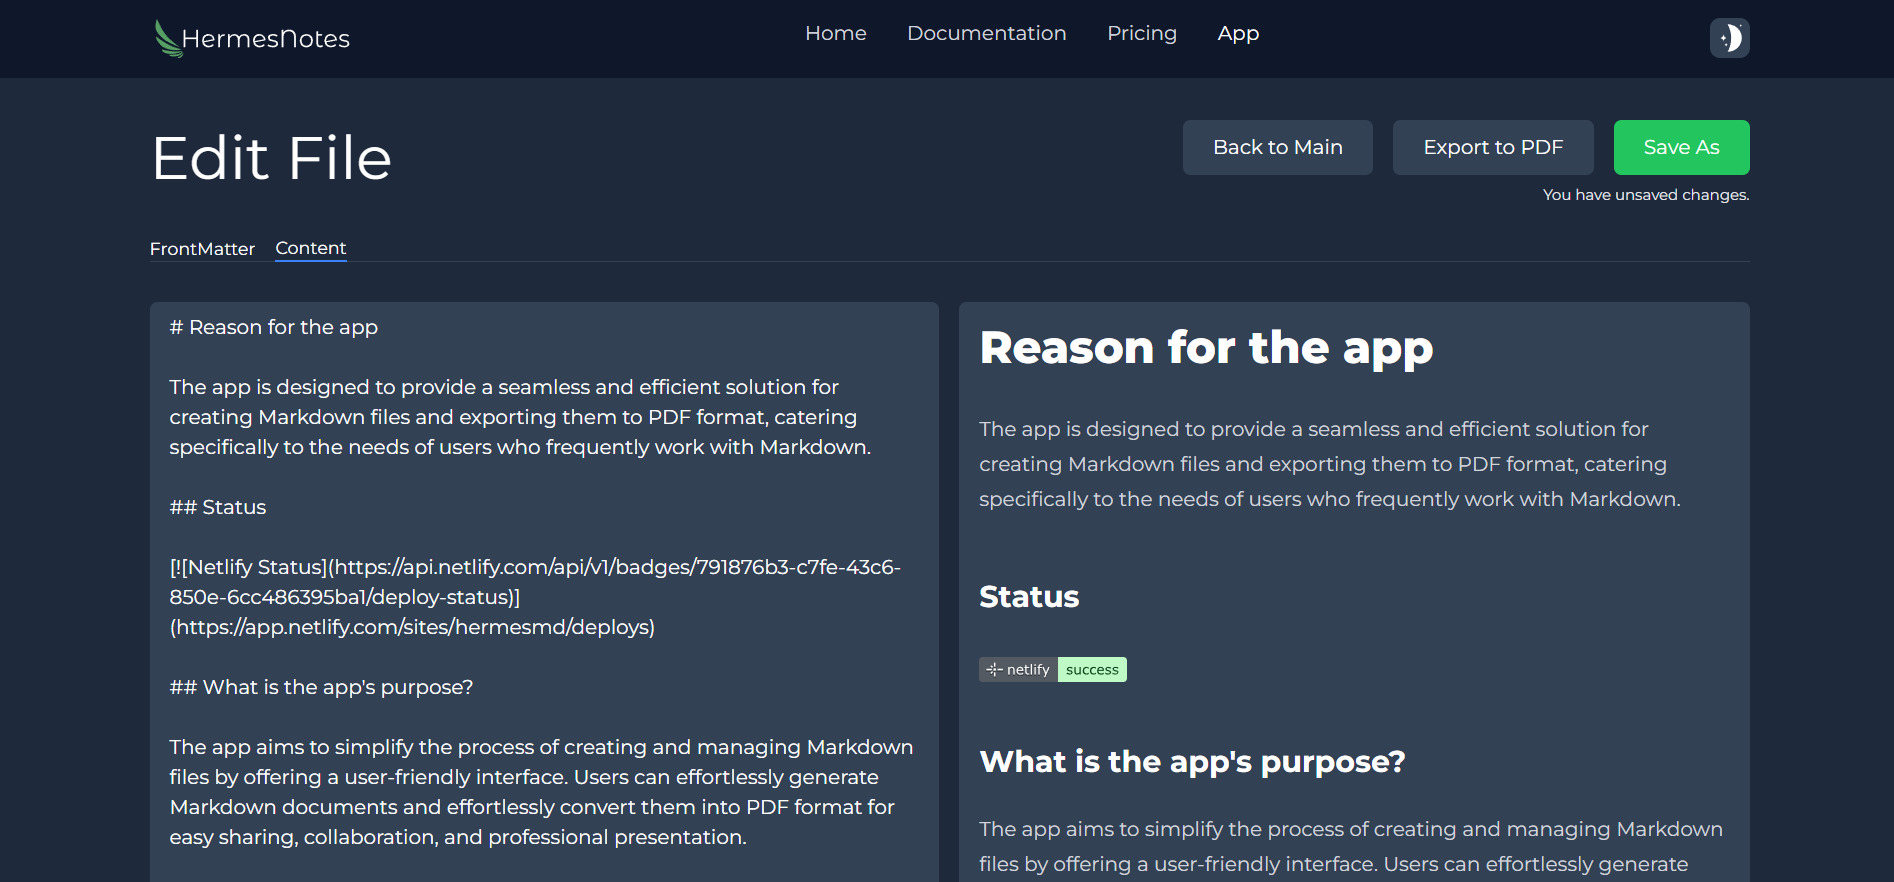 HermesNotes
Home Documentation Pricing App
Edit File
Back to Main Export to PDF Save As
You have unsaved changes.
FrontMatter Content
# Reason for the app
The app is designed to provide a seamless and efficient solution for
creating Markdown files and exporting them to PDF format, catering
specifically to the needs of users who frequently work with Markdown.
## Status
[![Netlify Status](https://api.netlify.com/api/v1/badges/791876b3-c7fe-43c6-
850e-6cc486395ba1/deploy-status)]
(https://app.netlify.com/sites/hermesmd/deploys)
## What is the app's purpose?
The app aims to simplify the process of creating and managing Markdown
files by offering a user-friendly interface. Users can effortlessly generate
Markdown documents and effortlessly convert them into PDF format for
easy sharing, collaboration, and professional presentation.
Reason for the app
The app is designed to provide a seamless and efficient solution for
creating Markdown files and exporting them to PDF format, catering
specifically to the needs of users who frequently work with Markdown.
Status
netlify success
What is the app's purpose?
The app aims to simplify the process of creating and managing Markdown
files by offering a user-friendly interface. Users can effortlessly generate